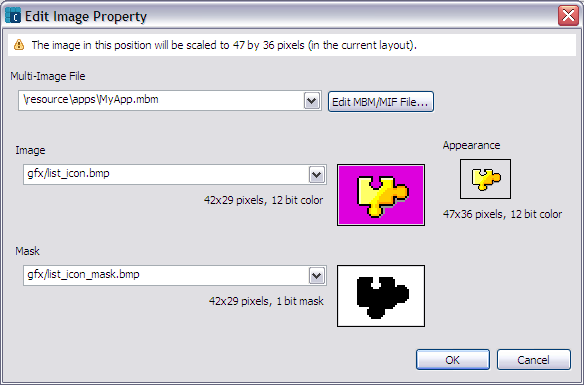 Edit Image Property
The image in this position will be scaled to 47 by 36 pixels (in the current layout).
Multi-Image File
\resource\apps\MyApp.mbm
Edit MBM/MIF File...
Image
gfx/list_icon.bmp
42x29 pixels, 12 bit color
Appearance
47x36 pixels, 12 bit color
Mask
gfx/list_icon_mask.bmp
42x29 pixels, 1 bit mask
OK
Cancel